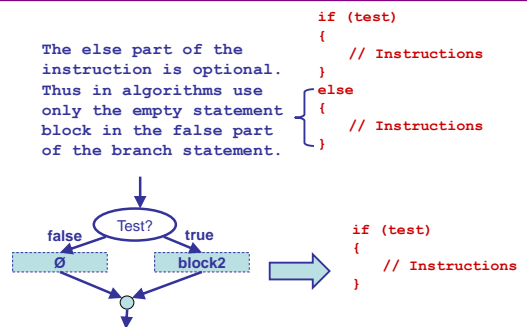 The else part of the
instruction is optional.
Thus in algorithms use
only the empty statement
block in the false part
of the branch statement.
if (test)
{
// Instructions
}
else
{
// Instructions
}
Test?
false
true
Ø
block2
if (test)
{
// Instructions
}